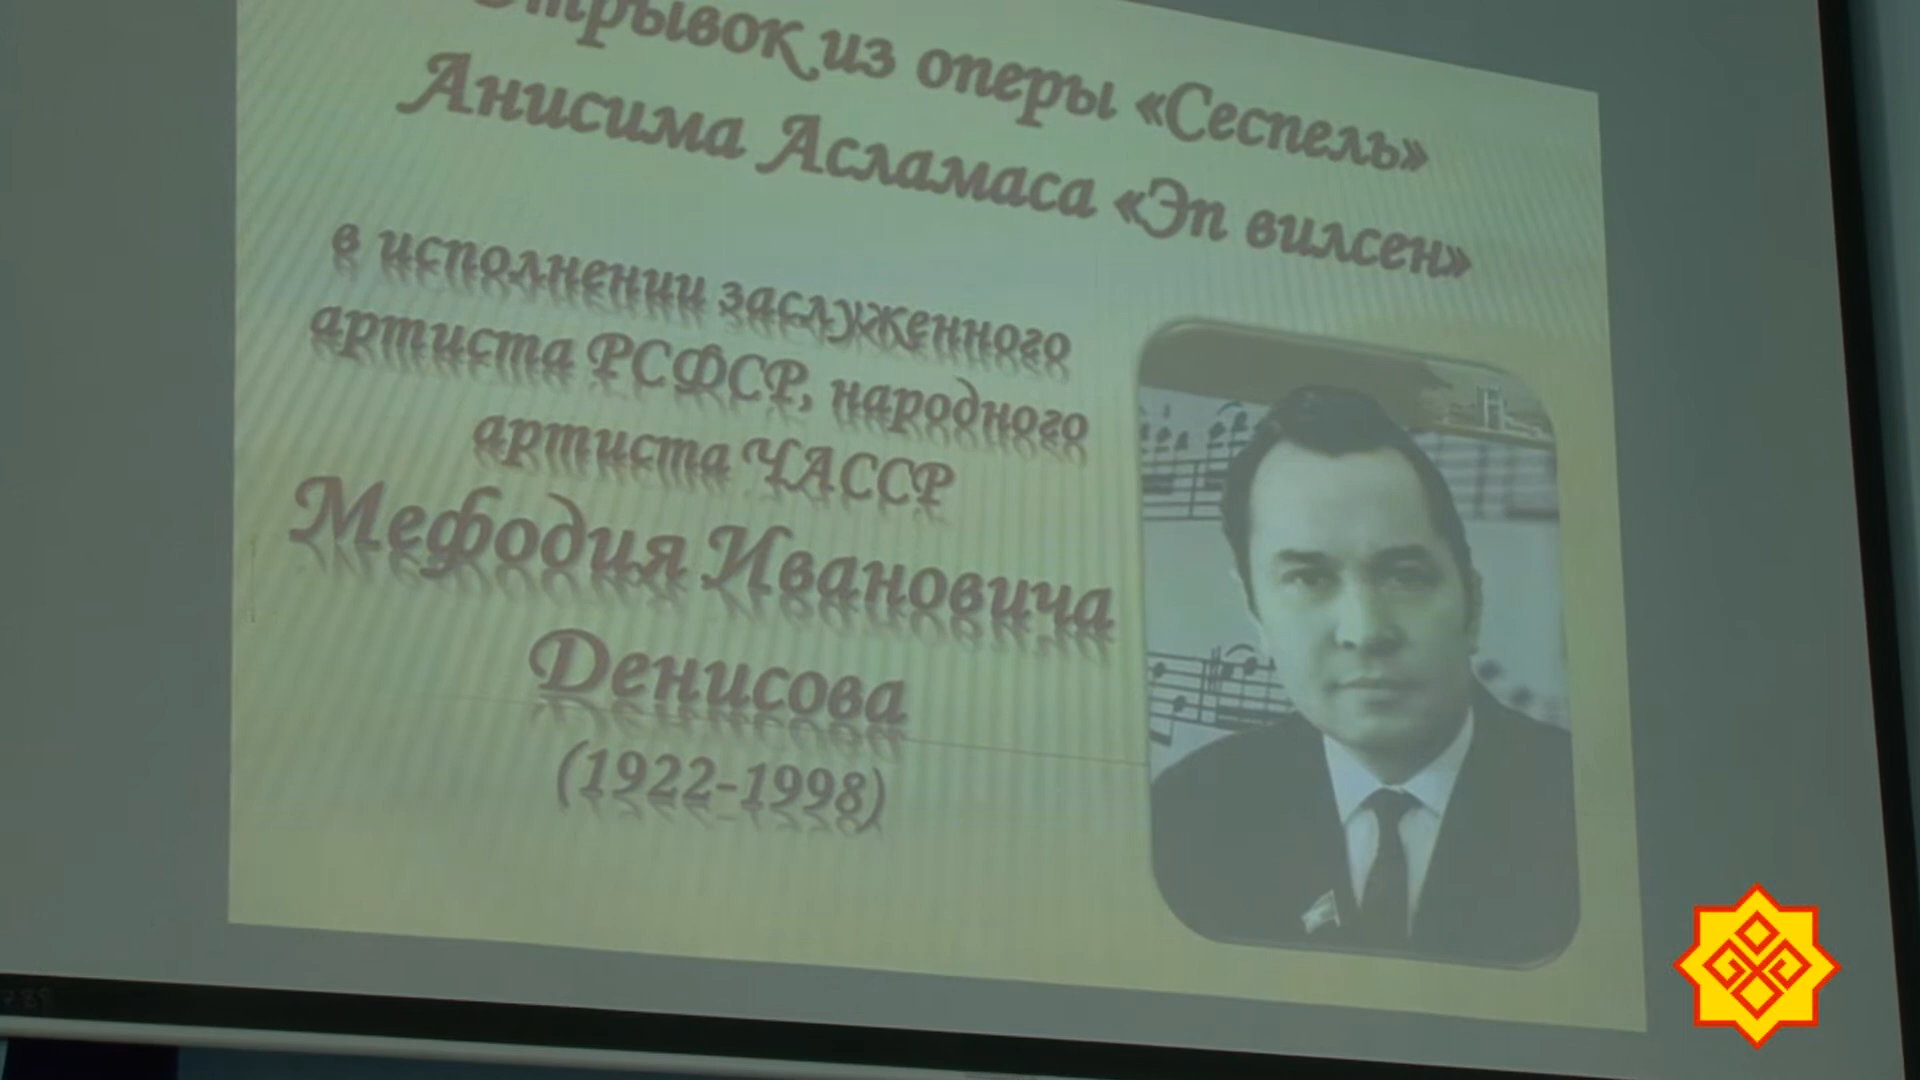 Отрывок из оперы «Сеспель»
Анисима Асламаса «Эп вилсен»
в исполнении заслуженного
артиста РСФСР, народного
артиста ЧАССР
Мефодия Ивановича
Денисова
(1922-1998)